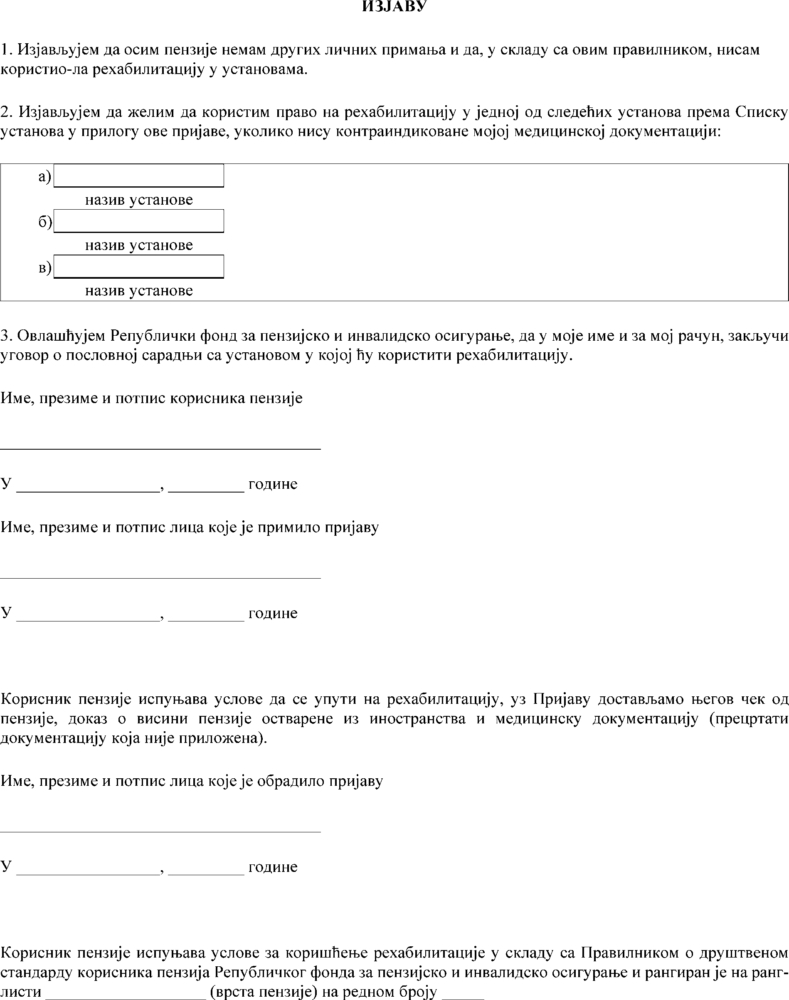 ИЗЈАВУ
1. Изјављујем да осим пензије немам других личних примања и да, у складу са овим правилником, нисам
користио-ла рехабилитацију у установама.
2. Изјављујем да желим да користим право на рехабилитацију у једној од следећих установа према Списку
установа у прилогу ове пријаве, уколико нису контраиндиковане мојој медицинској документацији:
а)
назив установе
б)
назив установе
в)
назив установе
3. Овлашћујем Републички фонд за пензијско и инвалидско осигурање, да у моје име и за мој рачун, закључи
уговор о пословној сарадњи са установом у којој ћу користити рехабилитацију.
Име, презиме и потпис корисника пензије
У _________________, _________ године
Име, презиме и потпис лица које је примило пријаву
У _________________, _________ године
Корисник пензије испуњава услове да се упути на рехабилитацију, уз Пријаву достављамо његов чек од
пензије, доказ о висини пензије остварене из иностранства и медицинску документацију (прецртати
документацију која није приложена).
Име, презиме и потпис лица које је обрадило пријаву
У _________________, _________ године
Корисник пензије испуњава услове за коришћење рехабилитације у складу са Правилником о друштвеном
стандарду корисника пензија Републичког фонда за пензијско и инвалидско осигурање и рангиран је на ранг-
листи ___________________ (врста пензије) на редном броју _____